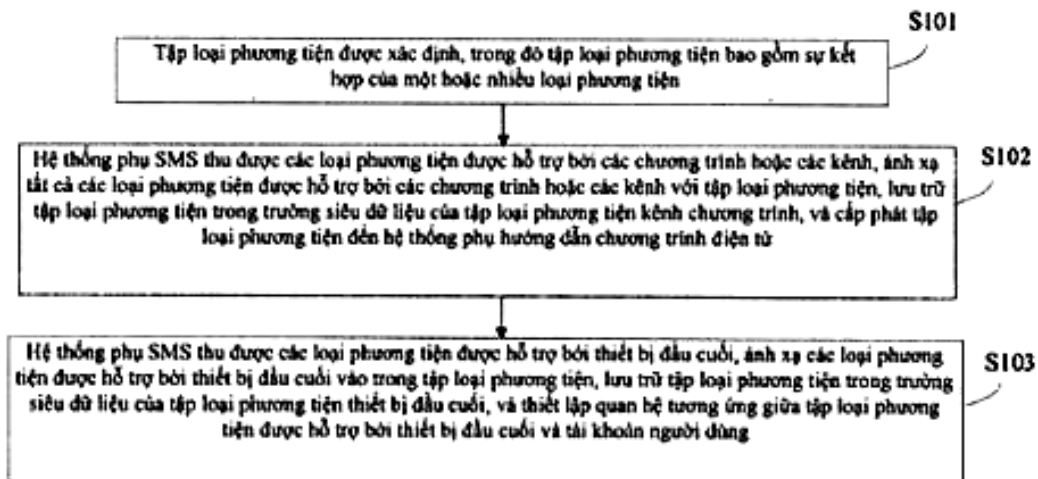 S101
Tập loại phương tiện được xác định, trong đó tập loại phương tiện bao gồm sự kết
hợp của một hoặc nhiều loại phương tiện
S102
Hệ thống phụ SMS thu được các loại phương tiện được hỗ trợ bởi các chương trình hoặc các kênh, ánh xạ
tất cả các loại phương tiện được hỗ trợ bởi các chương trình hoặc các kênh với tập loại phương tiện, lưu trữ
tập loại phương tiện trong trường siêu dữ liệu của tập loại phương tiện kênh chương trình, và cấp phát tập
loại phương tiện đến hệ thống phụ hướng dẫn chương trình điện tử
S103
Hệ thống phụ SMS thu được các loại phương tiện được hỗ trợ bởi thiết bị đầu cuối, ánh xạ các loại phương
tiện được hỗ trợ bởi thiết bị đầu cuối vào trong tập loại phương tiện, lưu trữ tập loại phương tiện trong trường
siêu dữ liệu của tập loại phương tiện thiết bị đầu cuối, và thiết lập quan hệ tương ứng giữa tập loại phương
tiện được hỗ trợ bởi thiết bị đầu cuối và tài khoản người dùng